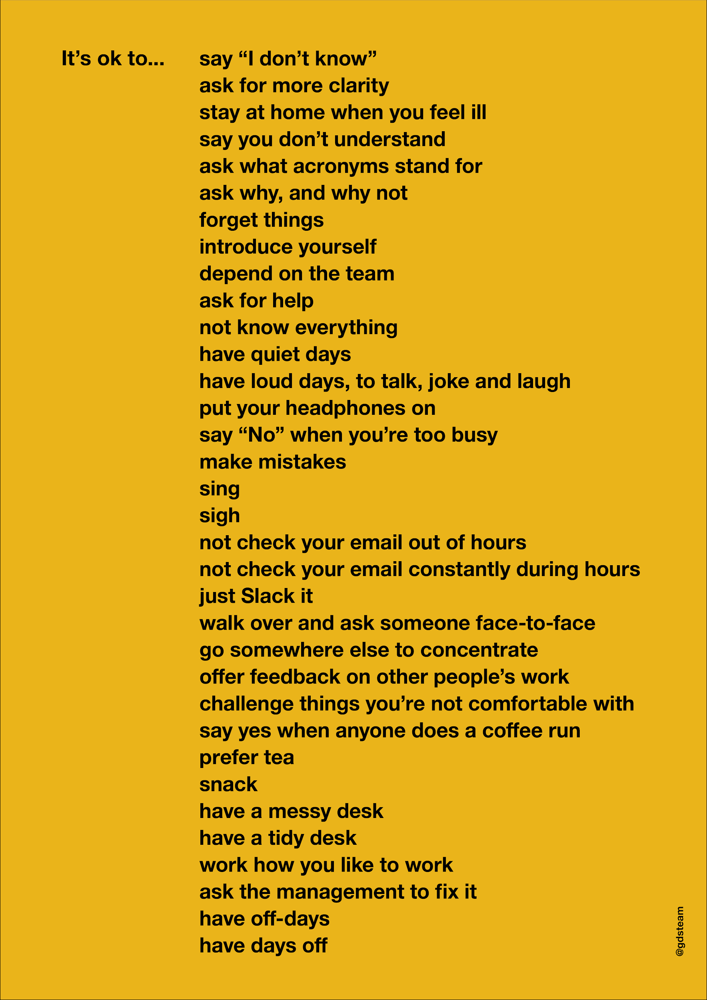 It’s ok to...
say “I don’t know”
ask for more clarity
stay at home when you feel ill
say you don’t understand
ask what acronyms stand for
ask why, and why not
forget things
introduce yourself
depend on the team
ask for help
not know everything
have quiet days
have loud days, to talk, joke and laugh
put your headphones on
say “No” when you’re too busy
make mistakes
sing
sigh
not check your email out of hours
not check your email constantly during hours
just Slack it
walk over and ask someone face-to-face
go somewhere else to concentrate
offer feedback on other people’s work
challenge things you’re not comfortable with
say yes when anyone does a coffee run
prefer tea
snack
have a messy desk
have a tidy desk
work how you like to work
ask the management to fix it
have off-days
have days off
@gdsteam